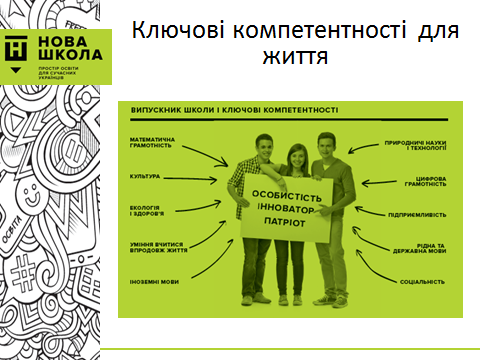 Ключові компетентності для
життя
НОВА
ШКОЛА
ПРОСТІР ОСВІТИ
ДЛЯ СУЧАСНИХ
УКРАЇНЦІВ
ОСВІТА
ВИПУСКНИК ШКОЛИ І КЛЮЧОВІ КОМПЕТЕНТНОСТІ
МАТЕМАТИЧНА
ГРАМОТНІСТЬ
КУЛЬТУРА
ЕКОЛОГІЯ
І ЗДОРОВ'Я
УМІННЯ ВЧИТИСЯ
ВПРОДОВЖ ЖИТТЯ
ІНОЗЕМНІ МОВИ
ОСОБИСТІСТЬ
ІННОВАТОР
ПАТРІОТ
ПРИРОДНИЧІ НАУКИ
І ТЕХНОЛОГІЇ
ЦИФРОВА
ГРАМОТНІСТЬ
ПІДПРИЄМЛИВІСТЬ
РІДНА ТА
ДЕРЖАВНА МОВИ
СОЦІАЛЬНІСТЬ